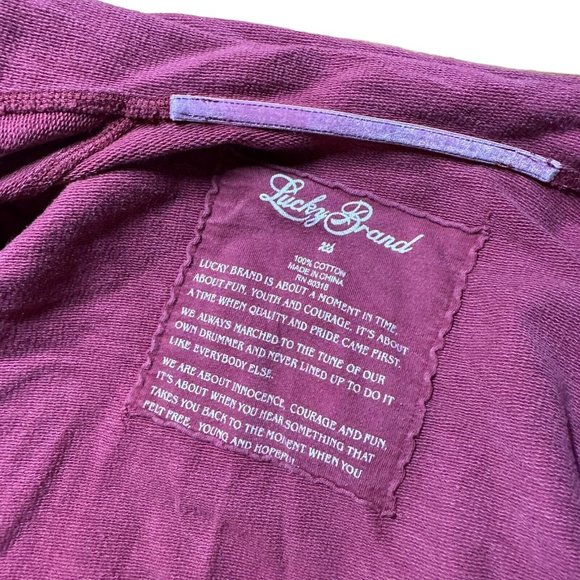 Lucky Brand
xs
100% COTTON
MADE IN CHINA
RN 80318
LUCKY BRAND IS ABOUT A MOMENT IN TIME.
ABOUT FUN, YOUTH AND COURAGE. IT'S ABOUT
A TIME WHEN QUALITY AND PRIDE CAME FIRST.
WE ALWAYS MARCHED TO THE TUNE OF OUR
OWN DRUMMER AND NEVER LINED UP TO DO IT
LIKE EVERYBODY ELSE.
WE ARE ABOUT INNOCENCE, COURAGE AND FUN.
IT'S ABOUT WHEN YOU HEAR SOMETHING THAT
TAKES YOU BACK TO THE MOMENT WHEN YOU
FELT FREE, YOUNG AND HOPEFUL.